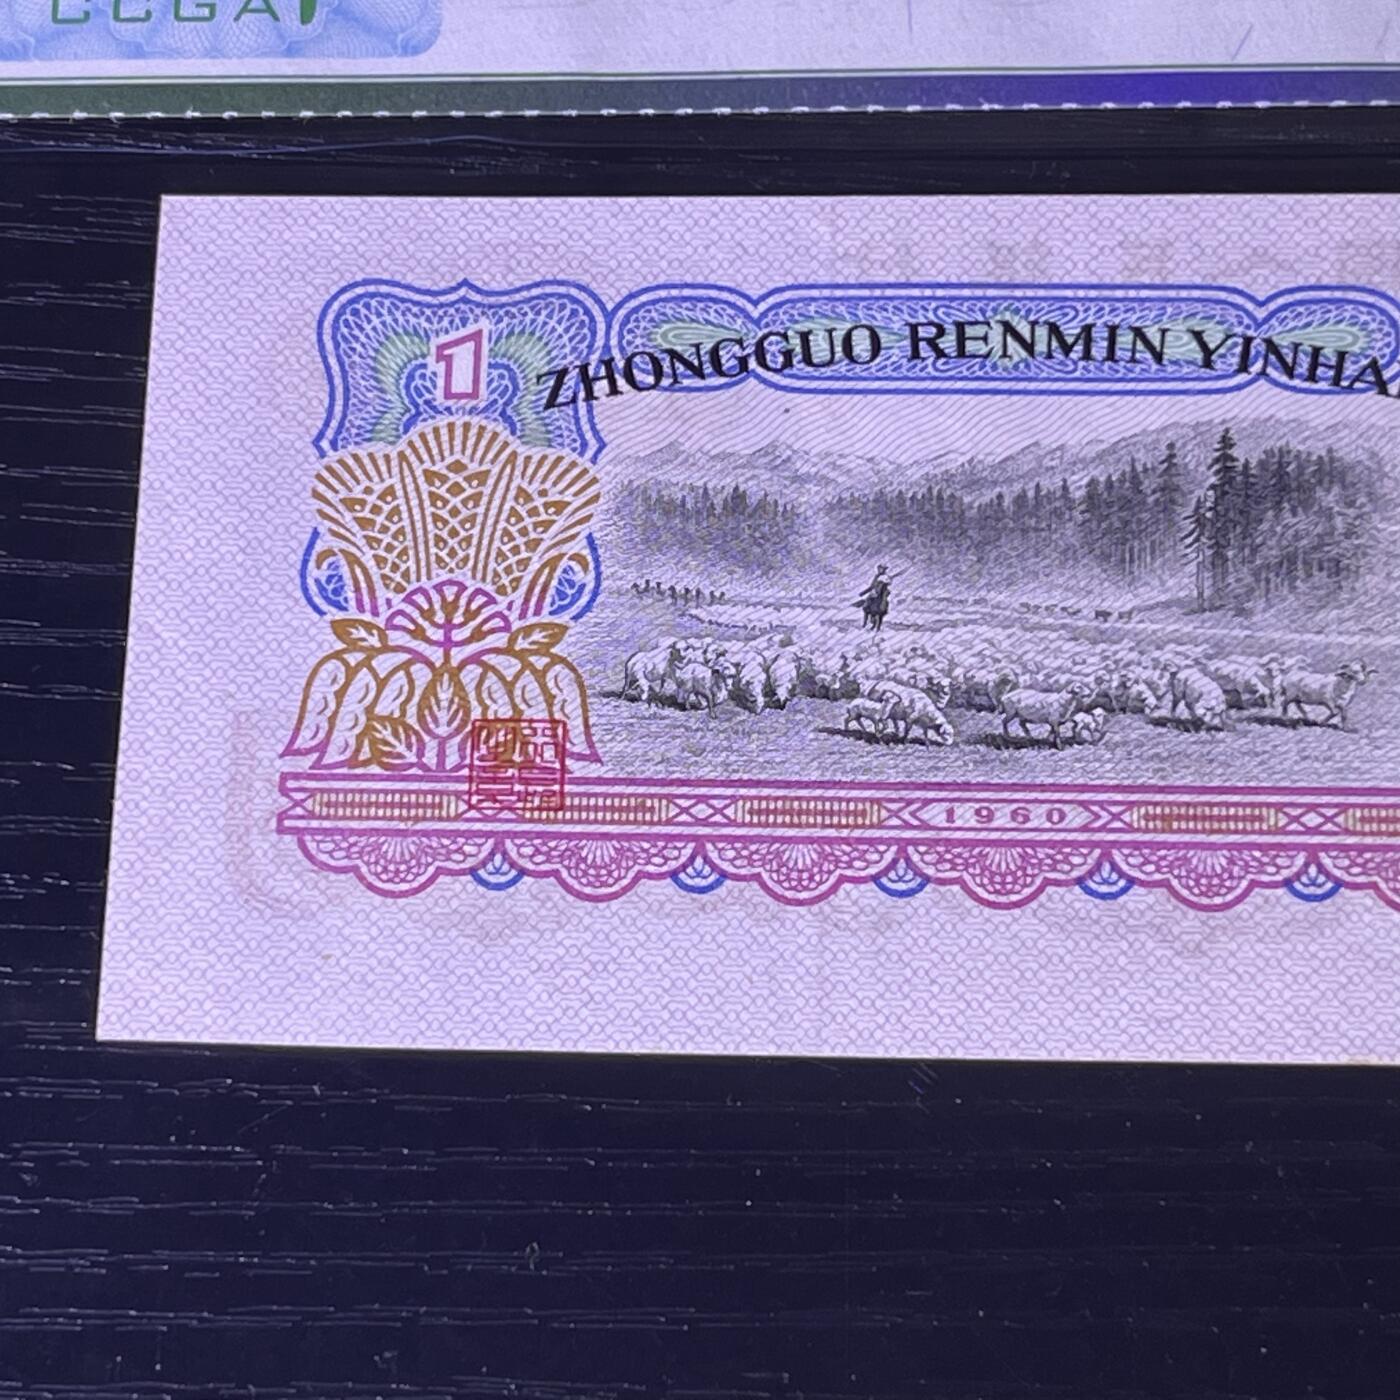 CCGA
1
ZHONGGUO RENMIN YINHA
1960